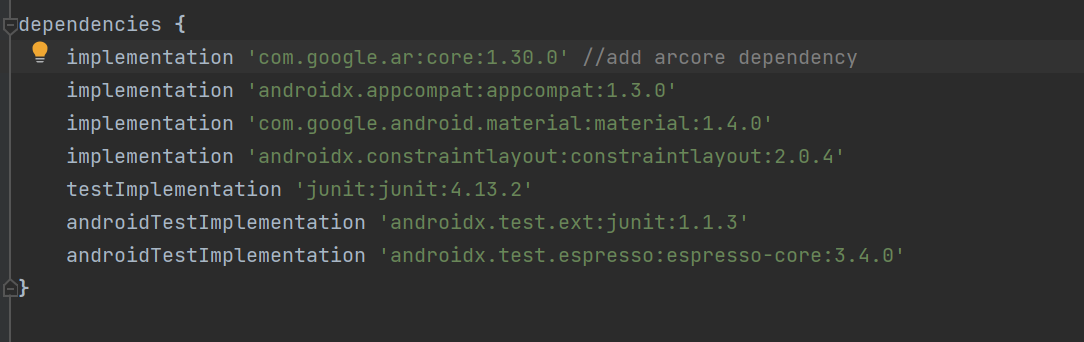 dependencies {
implementation 'com.google.ar:core:1.30.0' //add arcore dependency
implementation 'androidx.appcompat:appcompat:1.3.0'
implementation 'com.google.android.material:material:1.4.0'
implementation 'androidx.constraintlayout:constraintlayout:2.0.4'
testImplementation 'junit:junit:4.13.2'
androidTestImplementation 'androidx.test.ext:junit:1.1.3'
androidTestImplementation 'androidx.test.espresso:espresso-core:3.4.0'
}